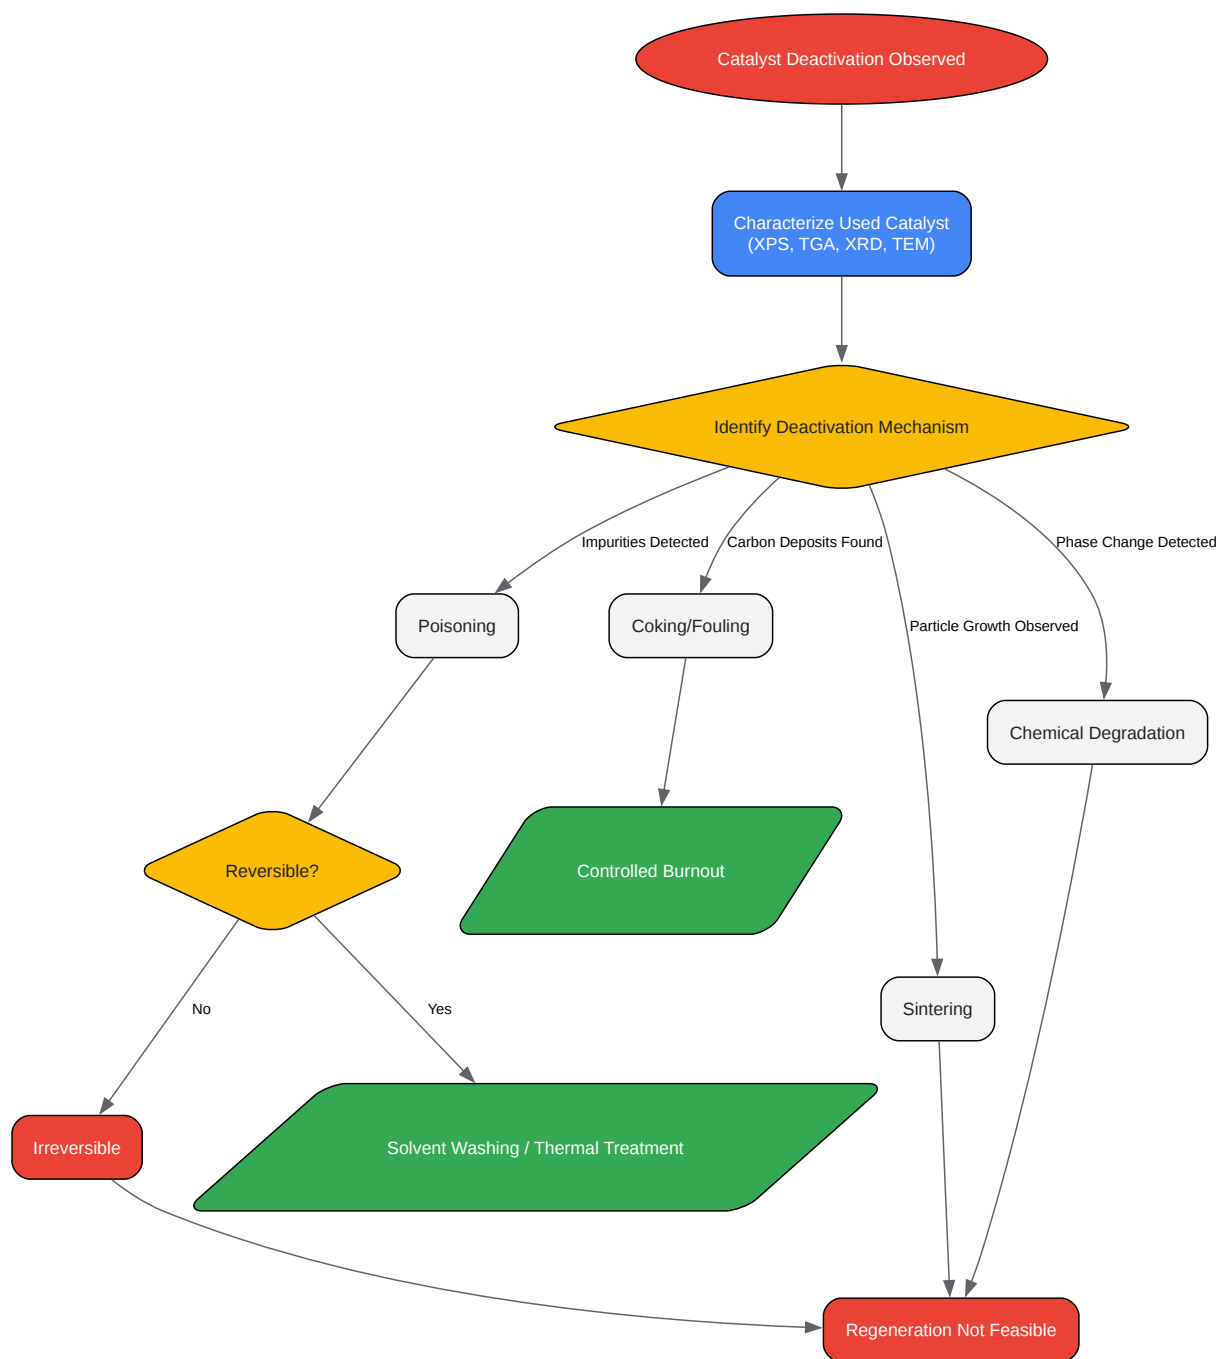 Catalyst Deactivation Observed
Characterize Used Catalyst
(XPS, TGA, XRD, TEM)
Identify Deactivation Mechanism
Impurities Detected
Carbon Deposits Found
Phase Change Detected
Poisoning
Coking/Fouling
Particle Growth Observed
Chemical Degradation
Reversible?
Controlled Burnout
No
Yes
Sintering
Irreversible
Solvent Washing / Thermal Treatment
Regeneration Not Feasible